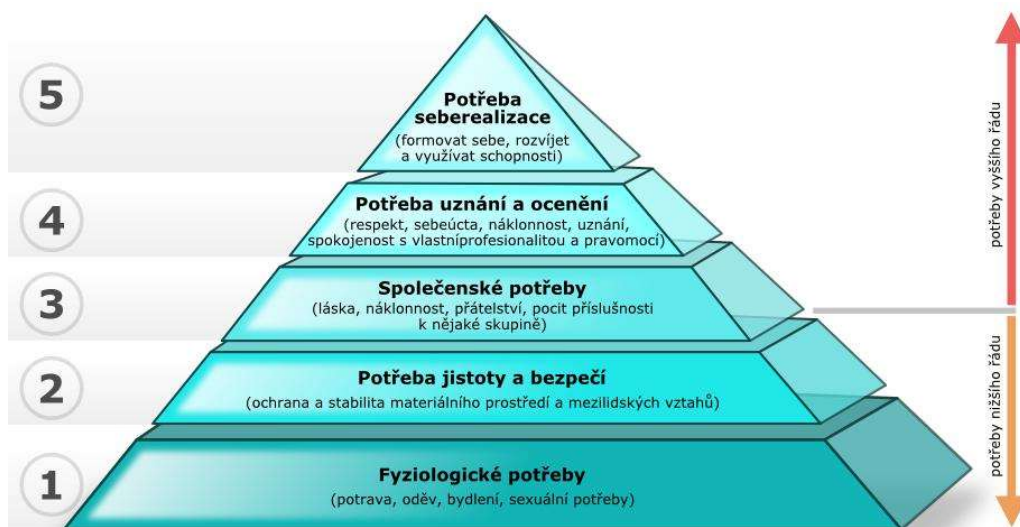 5
Potřeba
seberealizace
(formovat sebe, rozvíjet
a využívat schopnosti)
4
Potřeba uznání a ocenění
(respekt, sebeúcta, náklonnost, uznání,
spokojenost s vlastníprofesionalitou a pravomocí)
3
Společenské potřeby
(láska, náklonnost, přátelství, pocit příslušnosti
k nějaké skupině)
2
Potřeba jistoty a bezpečí
(ochrana a stabilita materiálního prostředí a mezilidských vztahů)
1
Fyziologické potřeby
(potrava, oděv, bydlení, sexuální potřeby)
potřeby vyššího řádu
potřeby nižšího řádu